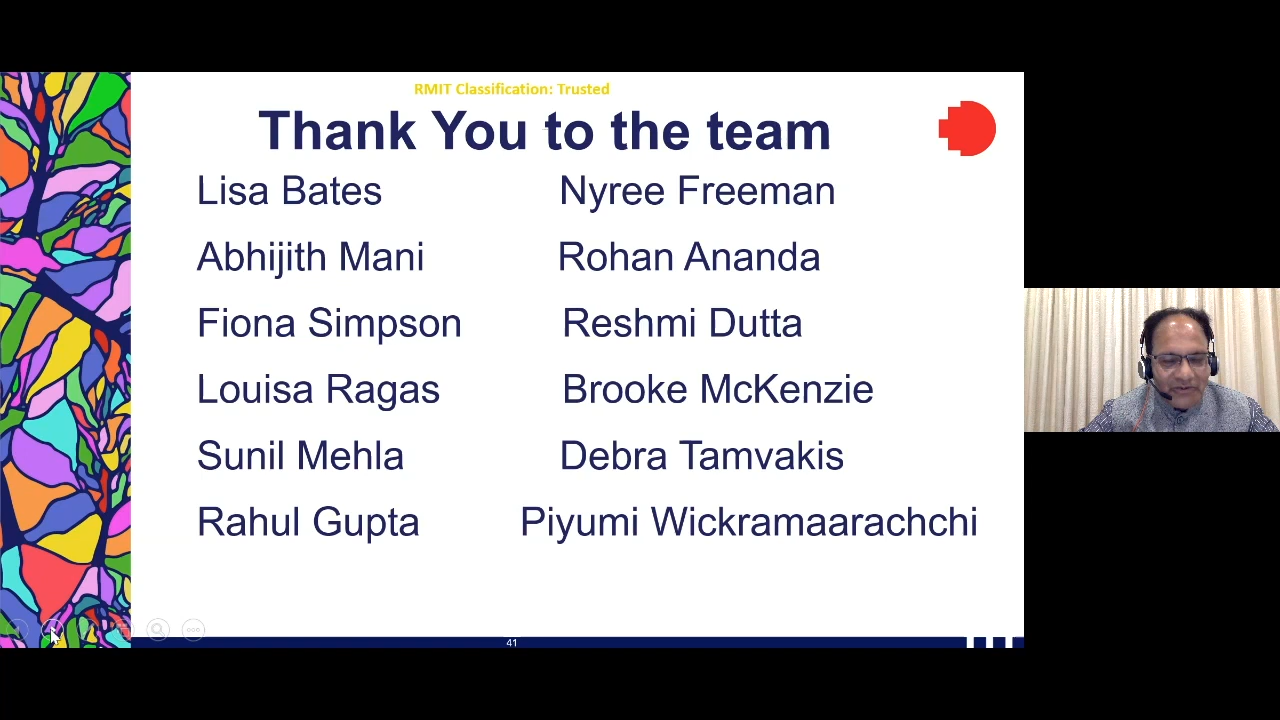 RMIT Classification: Trusted
Thank You to the team
Lisa Bates Nyree Freeman
Abhijith Mani Rohan Ananda
Fiona Simpson Reshmi Dutta
Louisa Ragas Brooke McKenzie
Sunil Mehla Debra Tamvakis
Rahul Gupta Piyumi Wickramaarachchi
41